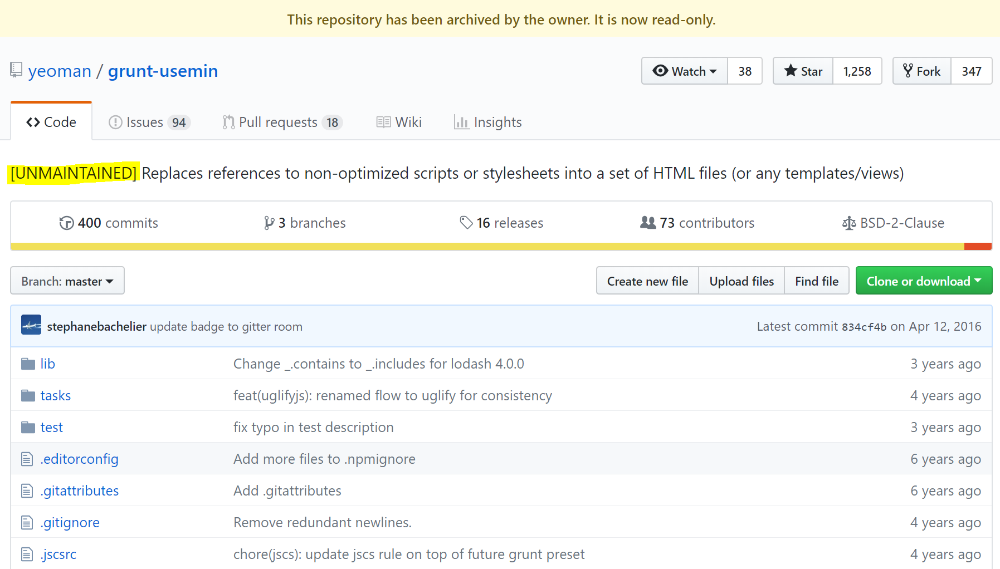 This repository has been archived by the owner. It is now read-only.
yeoman / grunt-usemin
Watch 38 Star 1,258 Fork 347
Code Issues 94 Pull requests 18 Wiki Insights
[UNMAINTAINED] Replaces references to non-optimized scripts or stylesheets into a set of HTML files (or any templates/views)
400 commits 3 branches 16 releases 73 contributors BSD-2-Clause
Branch: master Create new file Upload files Find file Clone or download
stephanebachelier update badge to gitter room Latest commit 834cf4b on Apr 12, 2016
lib Change _.contains to _.includes for lodash 4.0.0 3 years ago
tasks feat(uglifyjs): renamed flow to uglify for consistency 4 years ago
test fix typo in test description 3 years ago
.editorconfig Add more files to .npmignore 6 years ago
.gitattributes Add .gitattributes 6 years ago
.gitignore Remove redundant newlines. 4 years ago
.jscsrc chore(jscs): update jscs rule on top of future grunt preset 4 years ago